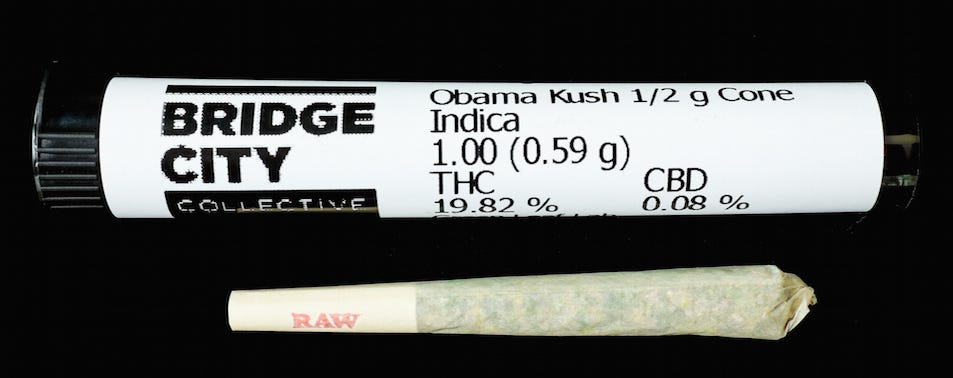 BRIDGE
CITY
COLLECTIVE
Obama Kush 1/2 g Cone
Indica
1.00 (0.59 g)
THC CBD
19.82 % 0.08 %
RAW